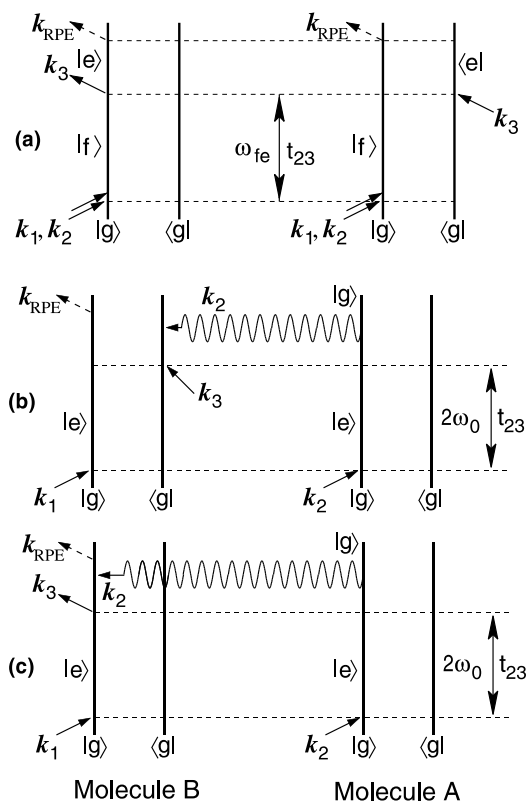 k_RPE k_RPE
|e⟩ ⟨e|
k_3
k_3
(a) |f⟩ ω_fe t_23 |f⟩
k_1, k_2 |g⟩ ⟨g| k_1, k_2 |g⟩ ⟨g|
k_RPE k_2 |g⟩
k_3
(b) |e⟩ |e⟩ 2ω_0 t_23
k_1 |g⟩ ⟨g| k_2 |g⟩ ⟨g|
k_RPE |g⟩
k_3 k_2
(c) |e⟩ |e⟩ 2ω_0 t_23
k_1 |g⟩ ⟨g| k_2 |g⟩ ⟨g|
Molecule B Molecule A